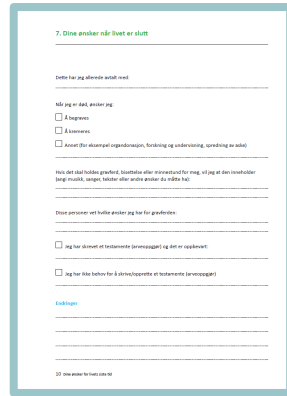 7. Dine ønsker når livet er slutt
Dette har jeg allerede avtalt med:
Når jeg er død, ønsker jeg:
Å begraves
Å kremeres
Annet (for eksempel organdonasjon, forskning og undervisning, spredning av aske)
Hvis det skal holdes gravferd, bisettelse eller minnestund for meg, vil jeg at den inneholder
(angi musikk, sanger, tekster eller andre ønsker du måtte ha):
Disse personer vet hvilke ønsker jeg har for gravferden:
Jeg har skrevet et testamente (arveoppgjør) og det er oppbevart:
Jeg har ikke behov for å skrive/opprette et testamente (arveoppgjør)
Endringer
10 Dine ønsker for livets siste tid